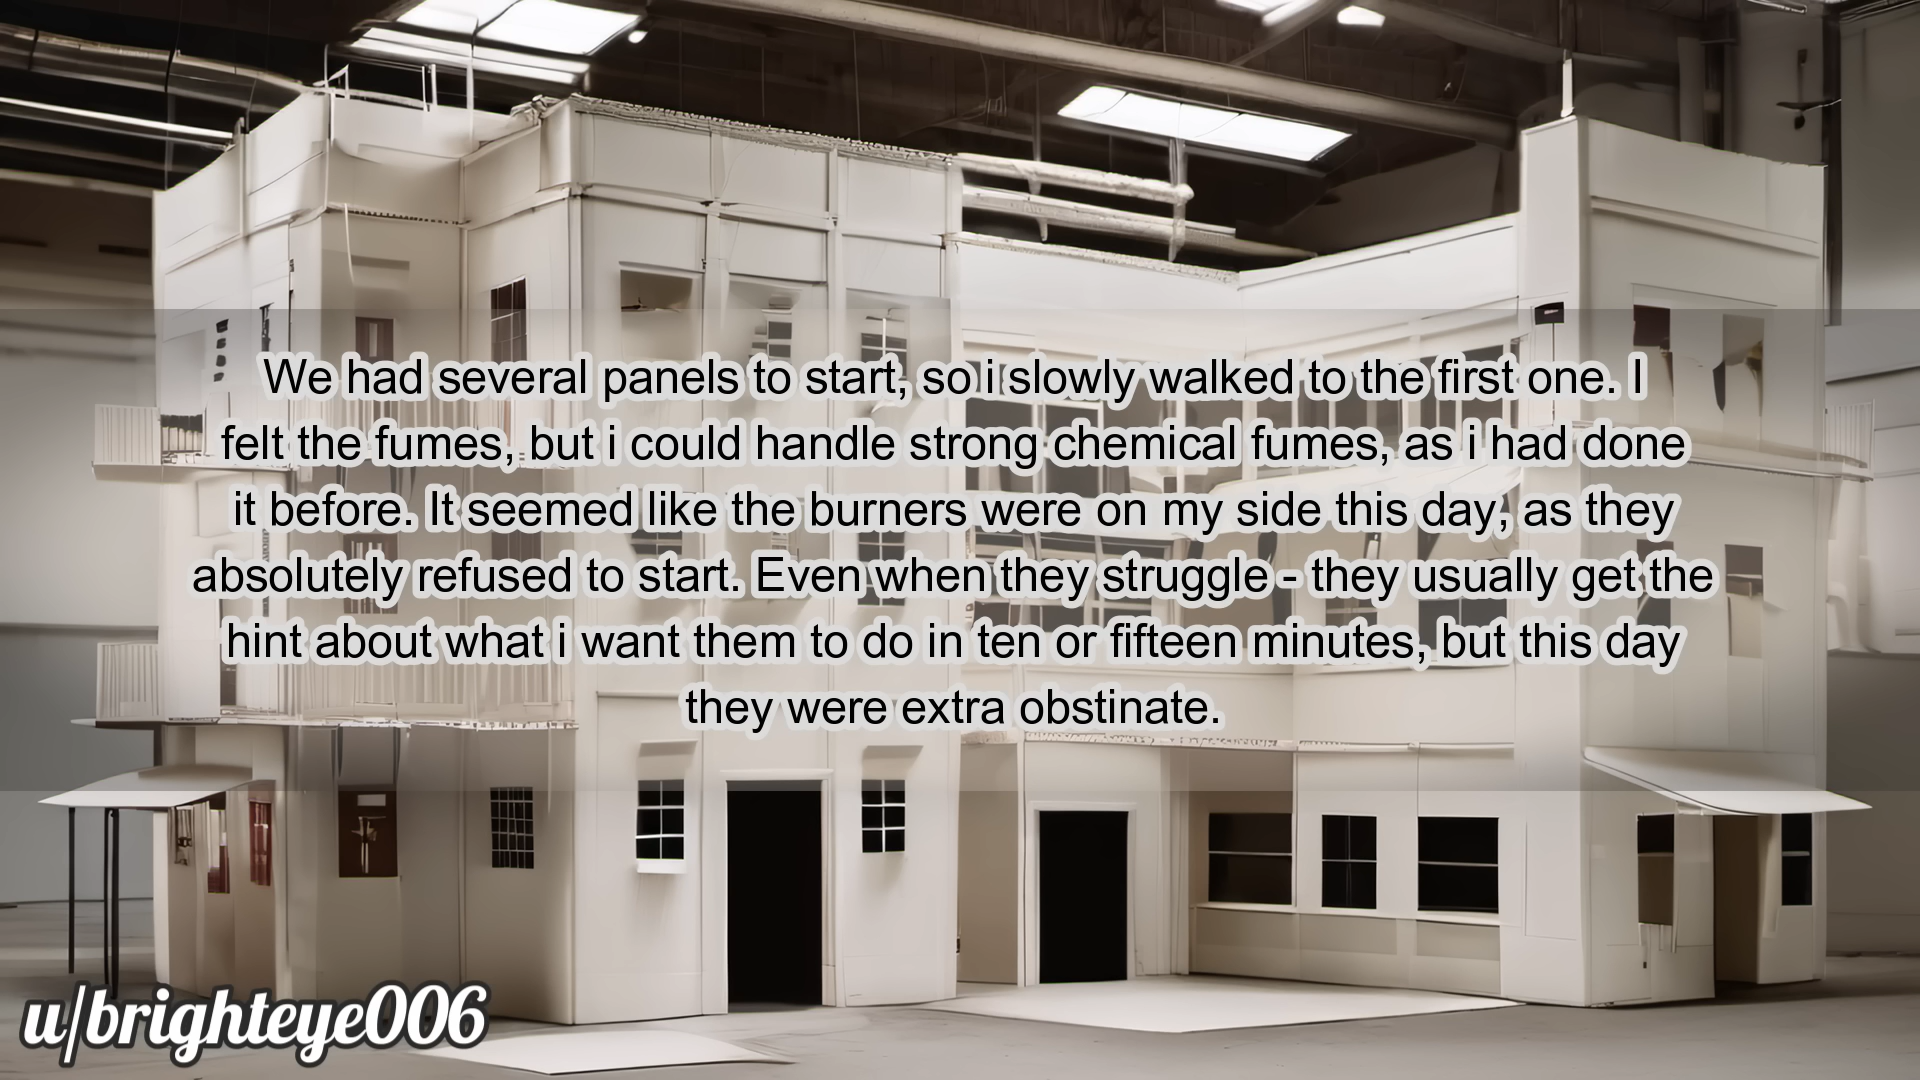 We had several panels to start, so i slowly walked to the first one. I
felt the fumes, but i could handle strong chemical fumes, as i had done
it before. It seemed like the burners were on my side this day, as they
absolutely refused to start. Even when they struggle - they usually get the
hint about what i want them to do in ten or fifteen minutes, but this day
they were extra obstinate.
u/brighteye006